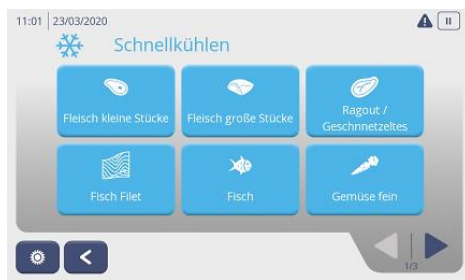 11:01 23/03/2020
Schnellkühlen
Fleisch kleine Stücke
Fleisch große Stücke
Ragout /
Geschnnetzeltes
Fisch Filet
Fisch
Gemüse fein
1/3